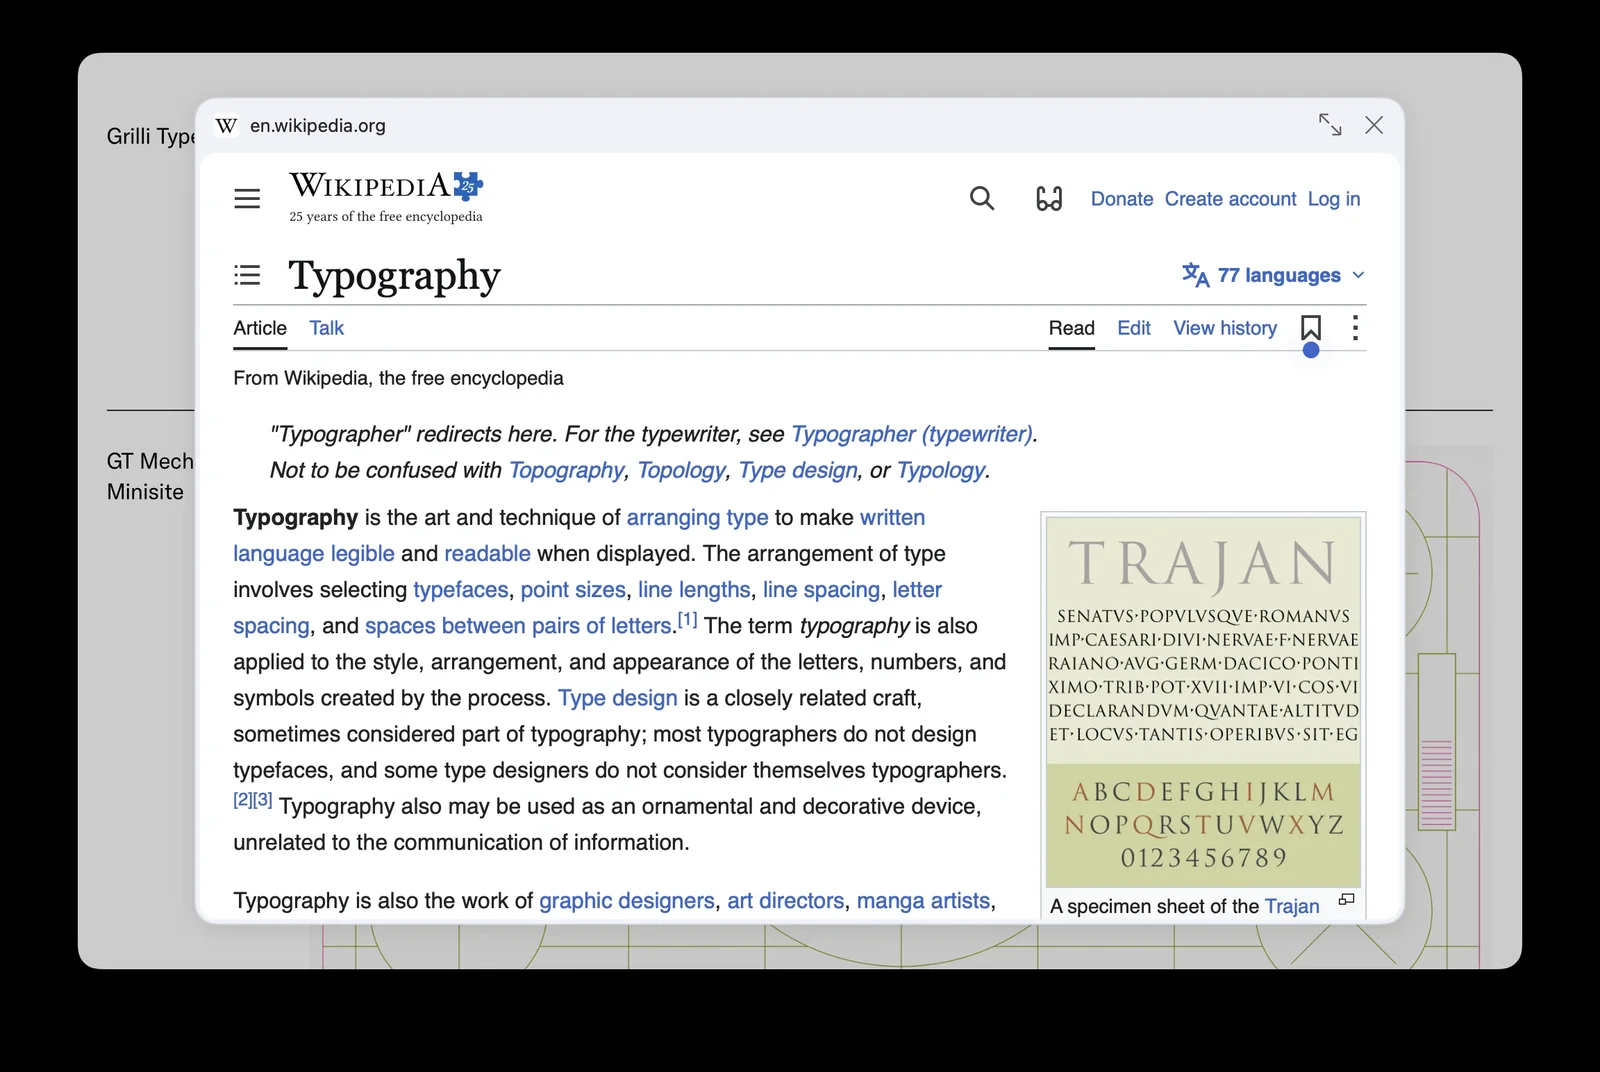 Grilli Type
GT Mech
Minisite
W en.wikipedia.org
WIKIPEDIA 25
25 years of the free encyclopedia
Donate Create account Log in
Typography
文A 77 languages
Article Talk
Read Edit View history
From Wikipedia, the free encyclopedia
"Typographer" redirects here. For the typewriter, see Typographer (typewriter).
Not to be confused with Topography, Topology, Type design, or Typology.
Typography is the art and technique of arranging type to make written
language legible and readable when displayed. The arrangement of type
involves selecting typefaces, point sizes, line lengths, line spacing, letter
spacing, and spaces between pairs of letters.[1] The term typography is also
applied to the style, arrangement, and appearance of the letters, numbers, and
symbols created by the process. Type design is a closely related craft,
sometimes considered part of typography; most typographers do not design
typefaces, and some type designers do not consider themselves typographers.
[2][3] Typography also may be used as an ornamental and decorative device,
unrelated to the communication of information.
Typography is also the work of graphic designers, art directors, manga artists,
TRAJAN
SENATVS·POPVLVSQVE·ROMANVS
IMP·CAESARI·DIVI·NERVAE·F·NERVAE
RAIANO·AVG·GERM·DACICO·PONTI
XIMO·TRIB·POT·XVII·IMP·VI·COS·VI
DECLARANDVM·QVANTAE·ALTITVD
ET·LOCVS·TANTIS·OPERIBVS·SIT·EG
ABCDEFGHIJKLM
NOPQRSTUVWXYZ
0123456789
A specimen sheet of the Trajan